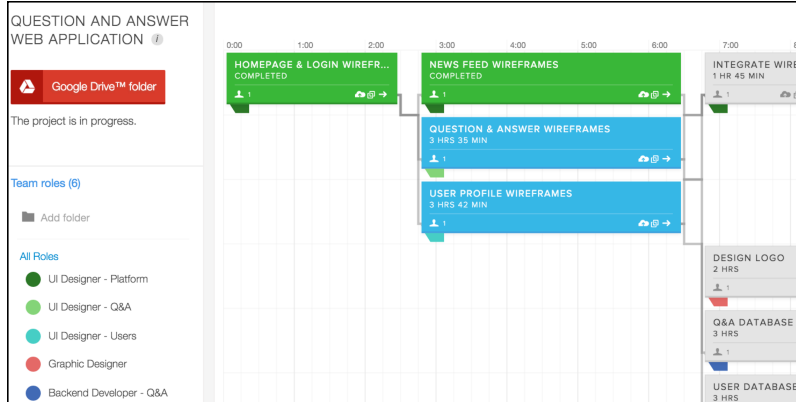 QUESTION AND ANSWER
WEB APPLICATION i
Google Drive™ folder
The project is in progress.
Team roles (6)
Add folder
All Roles
UI Designer - Platform
UI Designer - Q&A
UI Designer - Users
Graphic Designer
Backend Developer - Q&A
0:00 1:00 2:00 3:00 4:00 5:00 6:00 7:00
HOMEPAGE & LOGIN WIREFR...
COMPLETED
1
NEWS FEED WIREFRAMES
COMPLETED
1
QUESTION & ANSWER WIREFRAMES
3 HRS 35 MIN
1
USER PROFILE WIREFRAMES
3 HRS 42 MIN
1
INTEGRATE WIRE
1 HR 45 MIN
1
DESIGN LOGO
2 HRS
1
Q&A DATABASE
3 HRS
1
USER DATABASE
3 HRS